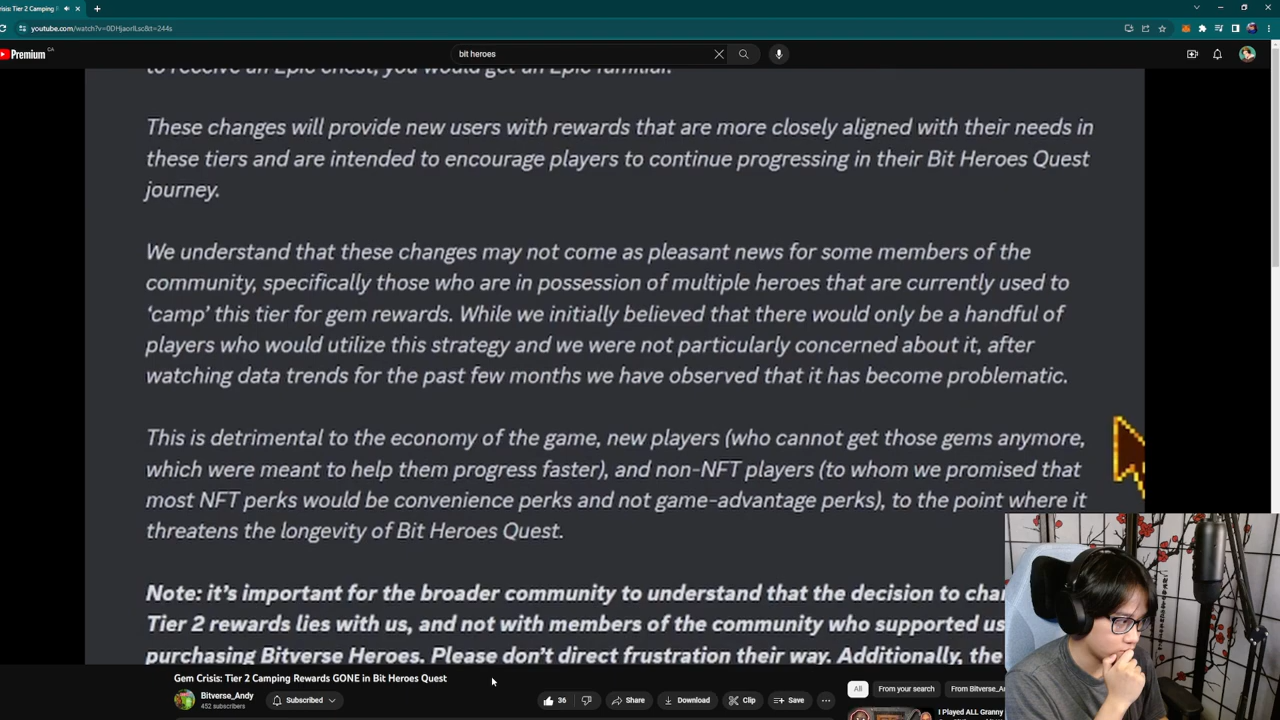 risis: Tier 2 Camping
youtube.com/watch?v=0DHjaorlLsc&t=244s
Premium CA
bit heroes
to receive an Epic chest, you would get an Epic familiar.
These changes will provide new users with rewards that are more closely aligned with their needs in
these tiers and are intended to encourage players to continue progressing in their Bit Heroes Quest
journey.
We understand that these changes may not come as pleasant news for some members of the
community, specifically those who are in possession of multiple heroes that are currently used to
‘camp’ this tier for gem rewards. While we initially believed that there would only be a handful of
players who would utilize this strategy and we were not particularly concerned about it, after
watching data trends for the past few months we have observed that it has become problematic.
This is detrimental to the economy of the game, new players (who cannot get those gems anymore,
which were meant to help them progress faster), and non-NFT players (to whom we promised that
most NFT perks would be convenience perks and not game-advantage perks), to the point where it
threatens the longevity of Bit Heroes Quest.
Note: it’s important for the broader community to understand that the decision to cha
Tier 2 rewards lies with us, and not with members of the community who supported us
purchasing Bitverse Heroes. Please don’t direct frustration their way. Additionally, the
Gem Crisis: Tier 2 Camping Rewards GONE in Bit Heroes Quest
Bitverse_Andy
452 subscribers
Subscribed
36
Share
Download
Clip
Save
All
From your search
From Bitverse_An
I Played ALL Granny